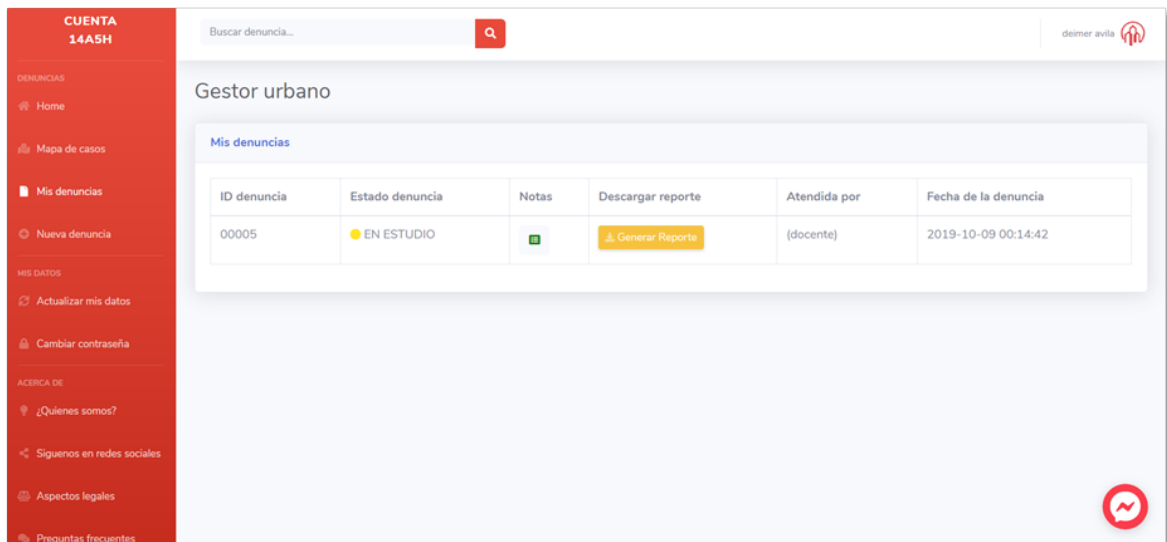 CUENTA
14A5H
DENUNCIAS
Home
Mapa de casos
Mis denuncias
Nueva denuncia
MIS DATOS
Actualizar mis datos
Cambiar contraseña
ACERCA DE
¿Quienes somos?
Siguenos en redes sociales
Aspectos legales
Preguntas frecuentes
Buscar denuncia...
deimer avila
Gestor urbano
Mis denuncias
ID denuncia Estado denuncia Notas Descargar reporte Atendida por Fecha de la denuncia
00005 EN ESTUDIO Generar Reporte (docente) 2019-10-09 00:14:42